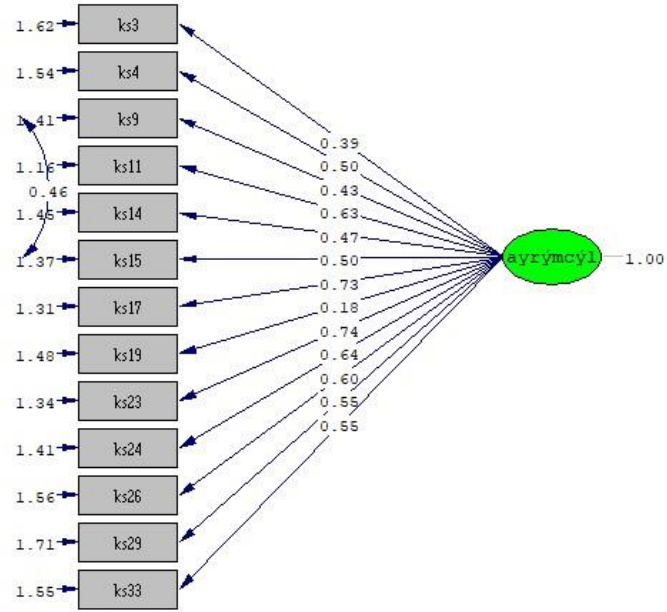 1.62 ks3
1.54 ks4
1.41 ks9
0.39
0.50
0.43
1.16 ks11
0.63
0.46
1.45 ks14
0.47
1.37 ks15
0.50
ayrýmcýl 1.00
0.73
1.31 ks17
0.18
0.74
1.48 ks19
0.64
0.60
1.34 ks23
0.55
0.55
1.41 ks24
1.56 ks26
1.71 ks29
1.55 ks33